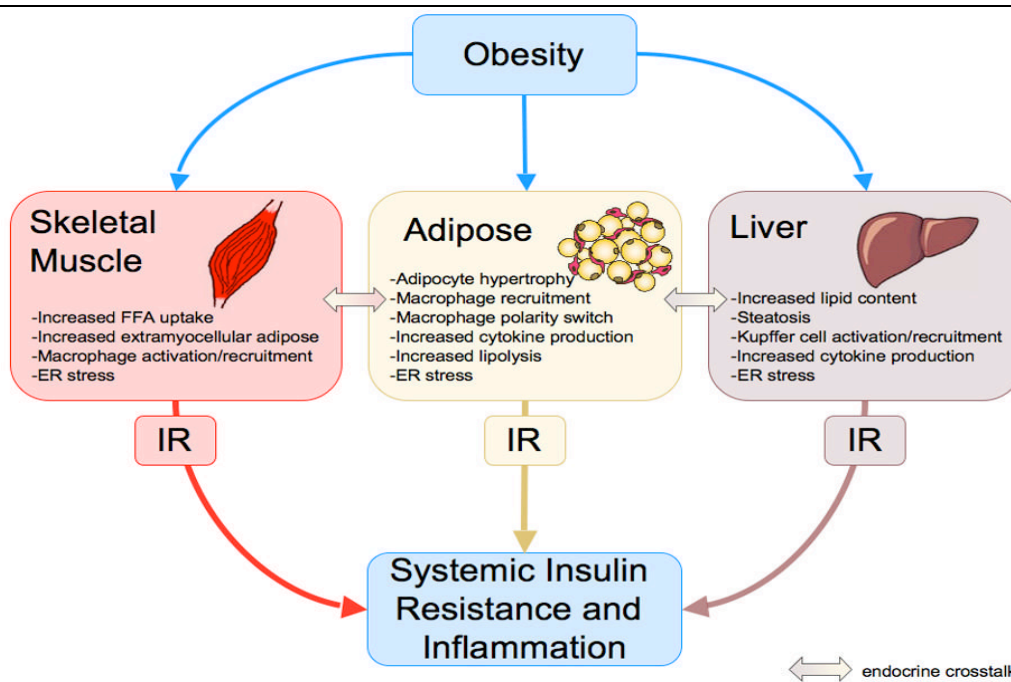 Obesity
Skeletal
Muscle
-Increased FFA uptake
-Increased extramyocellular adipose
-Macrophage activation/recruitment
-ER stress
Adipose
-Adipocyte hypertrophy
-Macrophage recruitment
-Macrophage polarity switch
-Increased cytokine production
-Increased lipolysis
-ER stress
Liver
-Increased lipid content
-Steatosis
-Kupffer cell activation/recruitment
-Increased cytokine production
-ER stress
IR
IR
IR
Systemic Insulin
Resistance and
Inflammation
endocrine crosstalk